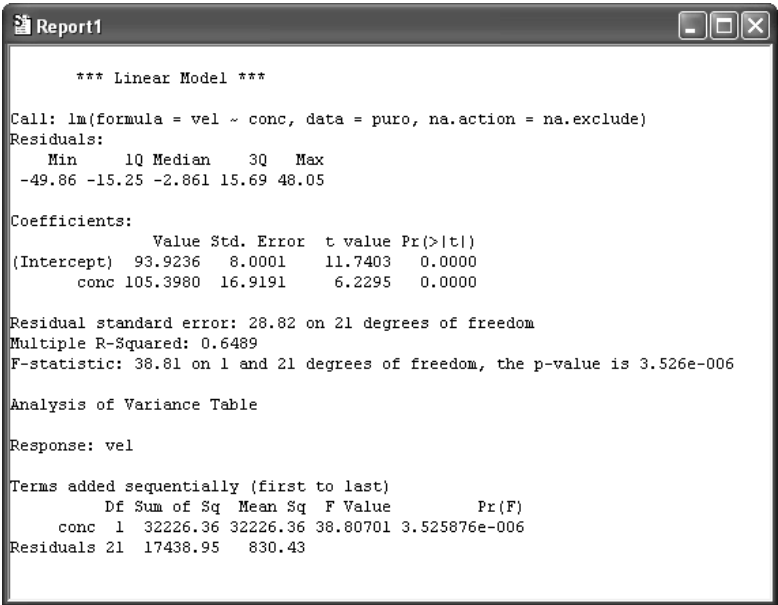 Report1
*** Linear Model ***
Call: lm(formula = vel ~ conc, data = puro, na.action = na.exclude)
Residuals:
Min 1Q Median 3Q Max
-49.86 -15.25 -2.861 15.69 48.05
Coefficients:
Value Std. Error t value Pr(>|t|)
(Intercept) 93.9236 8.0001 11.7403 0.0000
conc 105.3980 16.9191 6.2295 0.0000
Residual standard error: 28.82 on 21 degrees of freedom
Multiple R-Squared: 0.6489
F-statistic: 38.81 on 1 and 21 degrees of freedom, the p-value is 3.526e-006
Analysis of Variance Table
Response: vel
Terms added sequentially (first to last)
Df Sum of Sq Mean Sq F Value Pr(F)
conc 1 32226.36 32226.36 38.80701 3.525876e-006
Residuals 21 17438.95 830.43